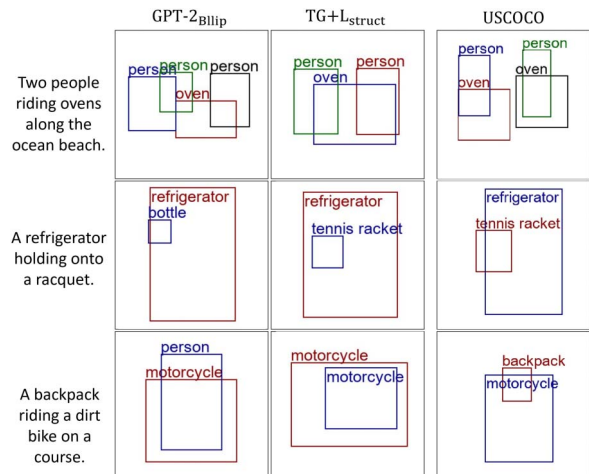 GPT-2Bllip TG+Lstruct USCOCO
Two people
riding ovens
along the
ocean beach.
person person person oven
person oven person
person person oven oven
A refrigerator
holding onto
a racquet.
refrigerator bottle
refrigerator tennis racket
refrigerator tennis racket
A backpack
riding a dirt
bike on a
course.
person motorcycle
motorcycle motorcycle
backpack motorcycle